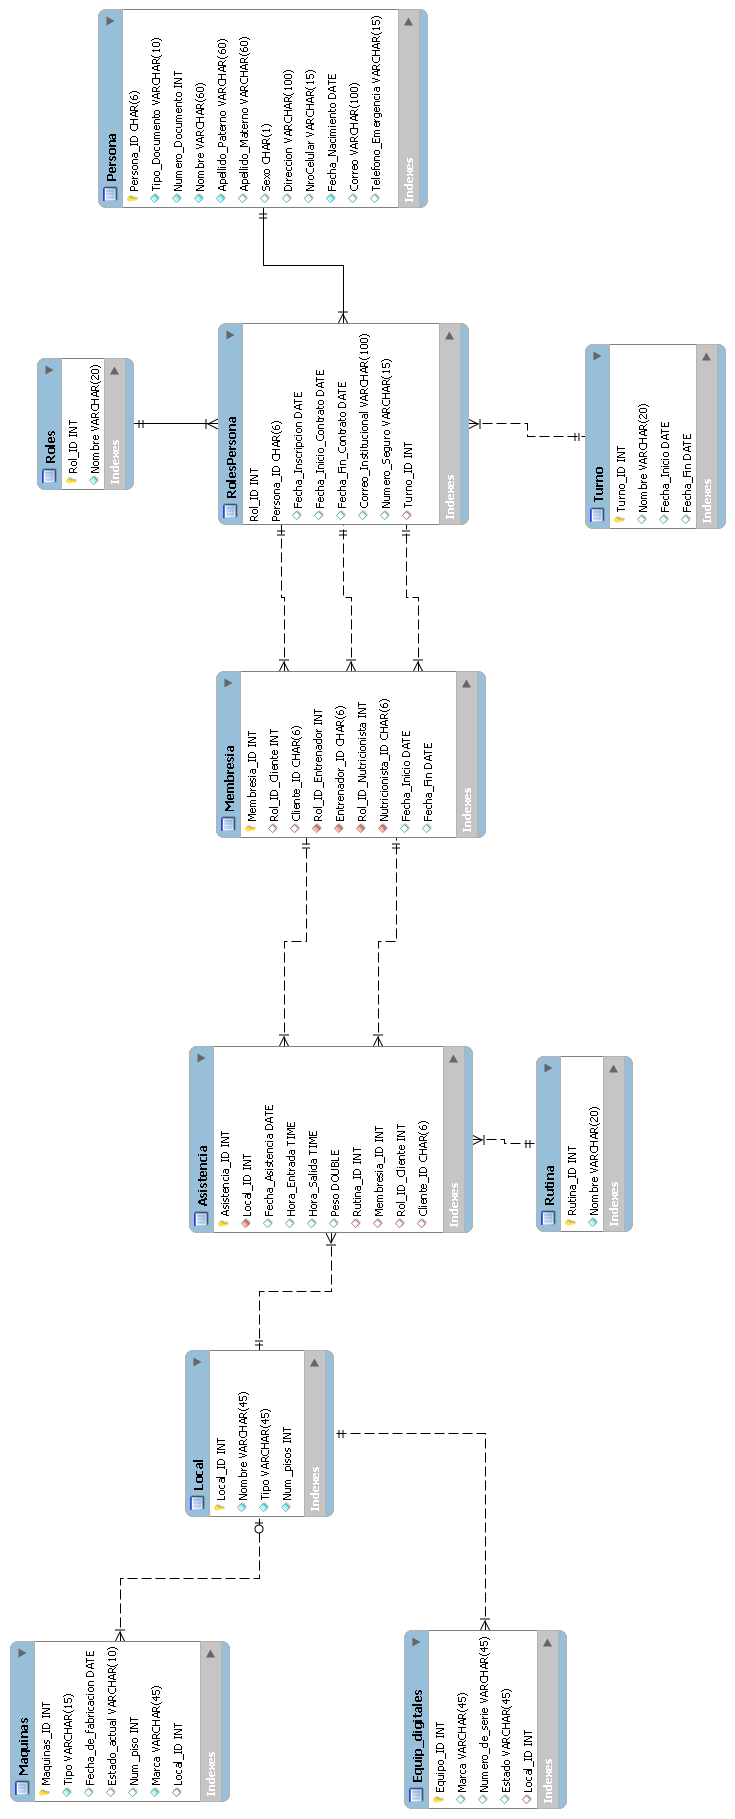 Persona
Persona_ID CHAR(6)
Tipo_Documento VARCHAR(10)
Numero_Documento INT
Nombre VARCHAR(60)
Apellido_Paterno VARCHAR(60)
Apellido_Materno VARCHAR(60)
Sexo CHAR(1)
Direccion VARCHAR(100)
NroCelular VARCHAR(15)
Fecha_Nacimiento DATE
Correo VARCHAR(100)
Telefono_Emergencia VARCHAR(15)
Indexes
Roles
Rol_ID INT
Nombre VARCHAR(20)
Indexes
RolesPersona
Rol_ID INT
Persona_ID CHAR(6)
Fecha_Inscripcion DATE
Fecha_Inicio_Contrato DATE
Fecha_Fin_Contrato DATE
Correo_Institucional VARCHAR(100)
Numero_Seguro VARCHAR(15)
Turno_ID INT
Indexes
Turno
Turno_ID INT
Nombre VARCHAR(20)
Fecha_Inicio DATE
Fecha_Fin DATE
Indexes
Membresia
Membresia_ID INT
Rol_ID_Cliente INT
Cliente_ID CHAR(6)
Rol_ID_Entrenador INT
Entrenador_ID CHAR(6)
Rol_ID_Nutricionista INT
Nutricionista_ID CHAR(6)
Fecha_Inicio DATE
Fecha_Fin DATE
Indexes
Asistencia
Asistencia_ID INT
Local_ID INT
Fecha_Asistencia DATE
Hora_Entrada TIME
Hora_Salida TIME
Peso DOUBLE
Rutina_ID INT
Membresia_ID INT
Rol_ID_Cliente INT
Cliente_ID CHAR(6)
Indexes
Rutina
Rutina_ID INT
Nombre VARCHAR(20)
Indexes
Local
Local_ID INT
Nombre VARCHAR(45)
Tipo VARCHAR(45)
Num_pisos INT
Indexes
Maquinas
Maquinas_ID INT
Tipo VARCHAR(15)
Fecha_de_fabricacion DATE
Estado_actual VARCHAR(10)
Num_piso INT
Marca VARCHAR(45)
Local_ID INT
Indexes
Equip_digitales
Equipo_ID INT
Marca VARCHAR(45)
Numero_de_serie VARCHAR(45)
Estado VARCHAR(45)
Local_ID INT
Indexes